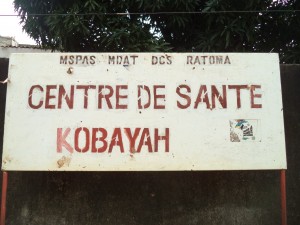 MSPAS MDAT DCS RATOMA
CENTRE DE SANTE
KOBAYAH